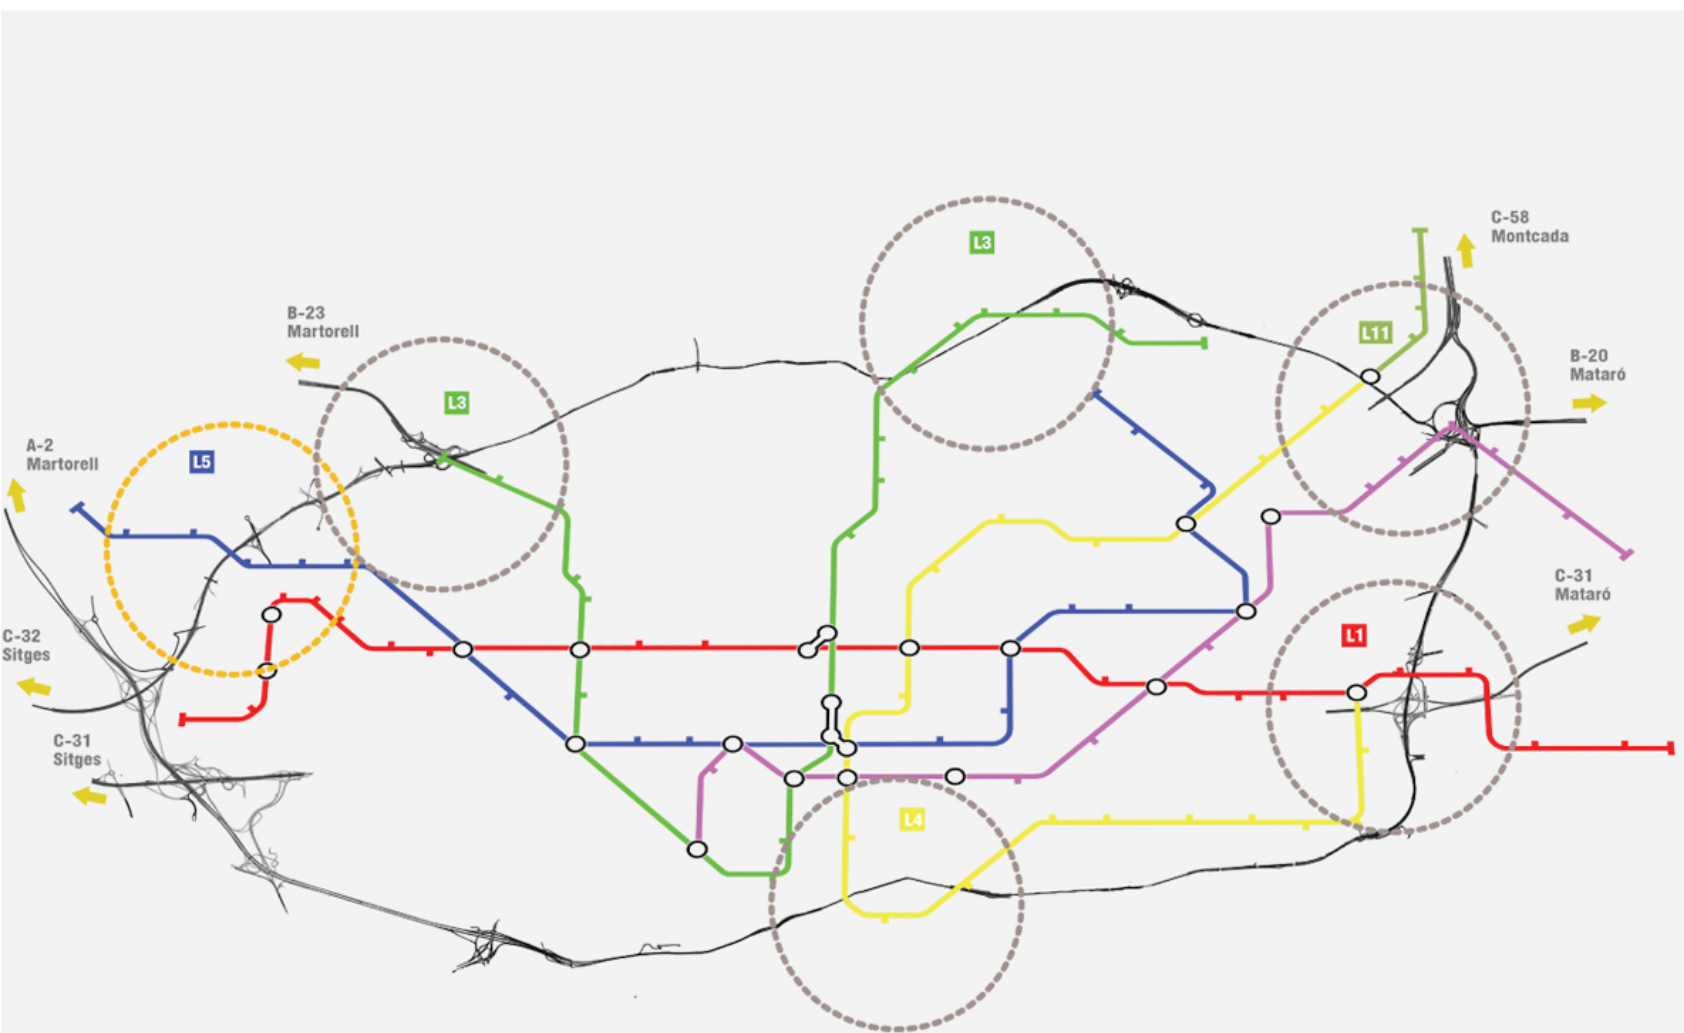 C-58
Montcada
L3
B-23
Martorell
L11
B-20
Mataró
L3
A-2
Martorell
L5
C-31
Mataró
C-32
Sitges
L1
C-31
Sitges
L4